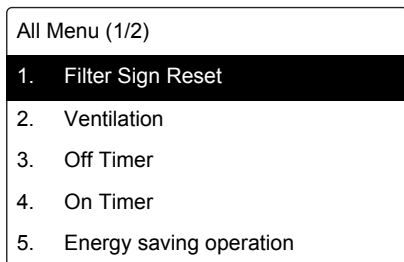 All Menu (1/2)
1. Filter Sign Reset
2. Ventilation
3. Off Timer
4. On Timer
5. Energy saving operation